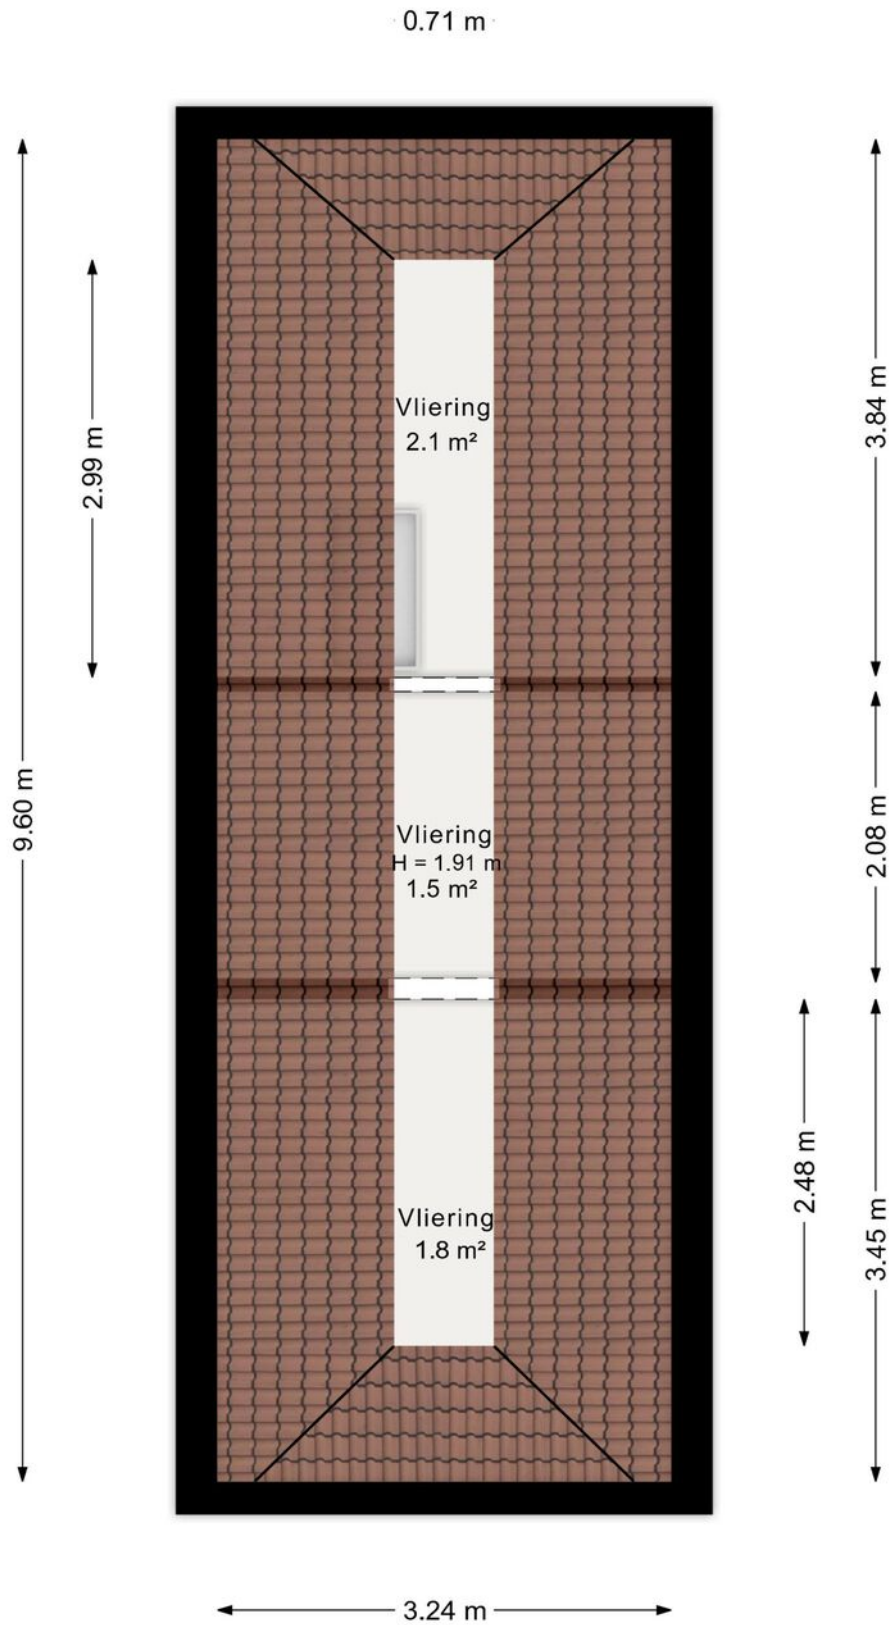 0.71 m
3.84 m
2.99 m
Vliering
2.1 m²
9.60 m
2.08 m
Vliering
H = 1.91 m
1.5 m²
2.48 m
3.45 m
Vliering
1.8 m²
3.24 m